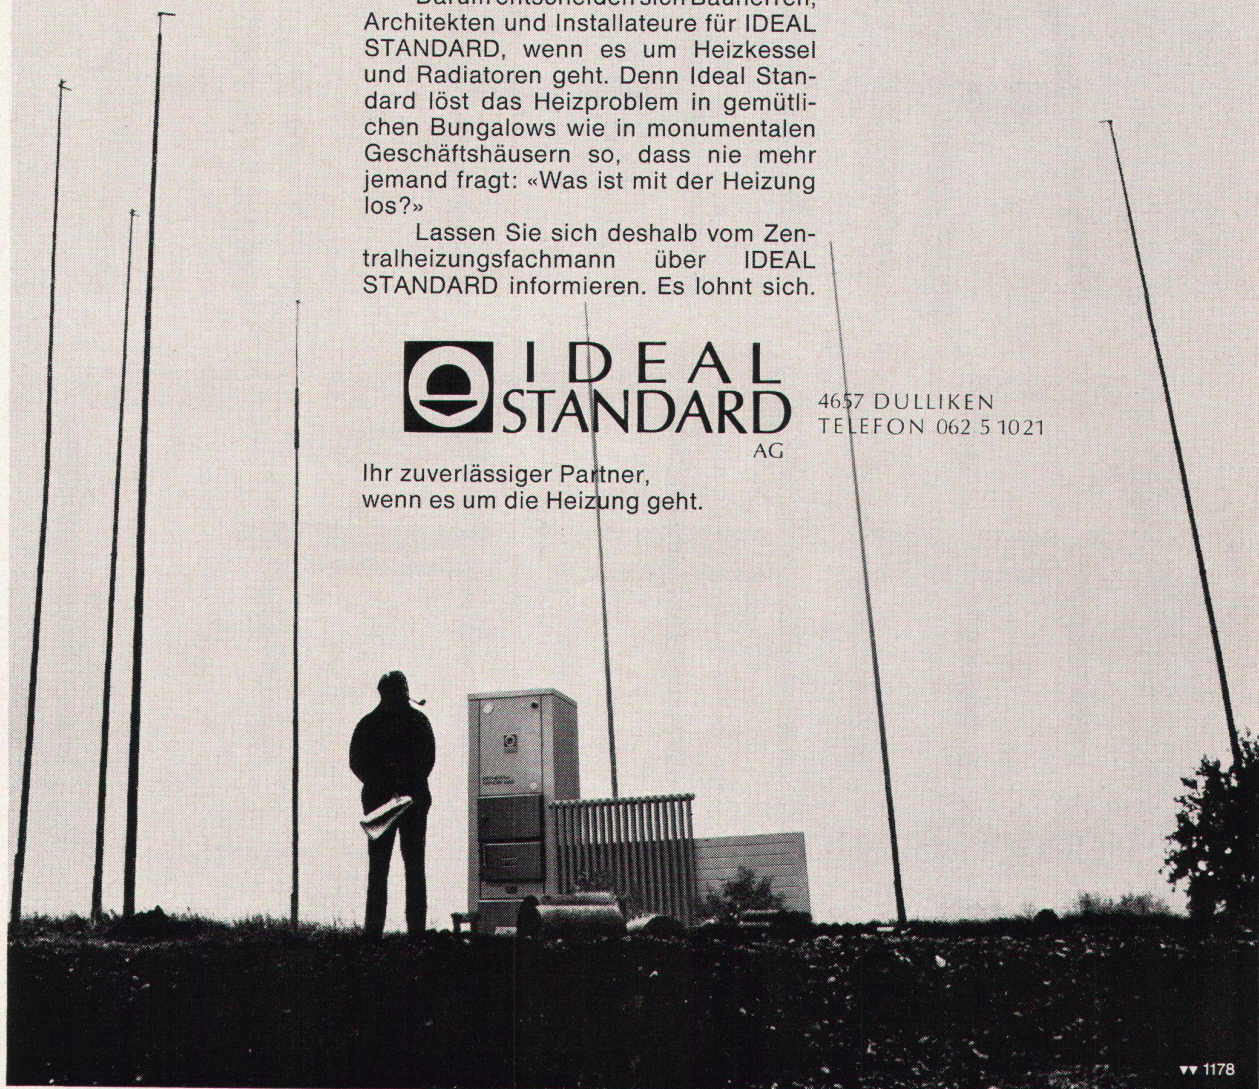 Darum entscheiden sich Bauherren,
Architekten und Installateure für IDEAL
STANDARD, wenn es um Heizkessel
und Radiatoren geht. Denn Ideal Stan-
dard löst das Heizproblem in gemütli-
chen Bungalows wie in monumentalen
Geschäftshäusern so, dass nie mehr
jemand fragt: «Was ist mit der Heizung
los?»
Lassen Sie sich deshalb vom Zen-
tralheizungsfachmann über IDEAL
STANDARD informieren. Es lohnt sich.
IDEAL
STANDARD
AG
4657 DULLIKEN
TELEFON 062 5 10 21
Ihr zuverlässiger Partner,
wenn es um die Heizung geht.
▼▼ 1178